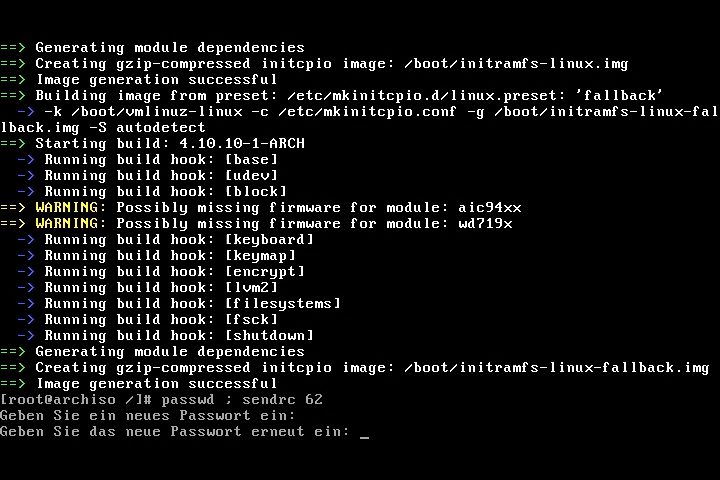 ==> Generating module dependencies
==> Creating gzip-compressed initcpio image: /boot/initramfs-linux.img
==> Image generation successful
==> Building image from preset: /etc/mkinitcpio.d/linux.preset: 'fallback'
  -> -k /boot/vmlinuz-linux -c /etc/mkinitcpio.conf -g /boot/initramfs-linux-fal
lback.img -S autodetect
==> Starting build: 4.10.10-1-ARCH
  -> Running build hook: [base]
  -> Running build hook: [udev]
  -> Running build hook: [block]
==> WARNING: Possibly missing firmware for module: aic94xx
==> WARNING: Possibly missing firmware for module: wd719x
  -> Running build hook: [keyboard]
  -> Running build hook: [keymap]
  -> Running build hook: [encrypt]
  -> Running build hook: [lvm2]
  -> Running build hook: [filesystems]
  -> Running build hook: [fsck]
  -> Running build hook: [shutdown]
==> Generating module dependencies
==> Creating gzip-compressed initcpio image: /boot/initramfs-linux-fallback.img
==> Image generation successful
[root@archiso /]# passwd ; sendrc 62
Geben Sie ein neues Passwort ein:
Geben Sie das neue Passwort erneut ein: _